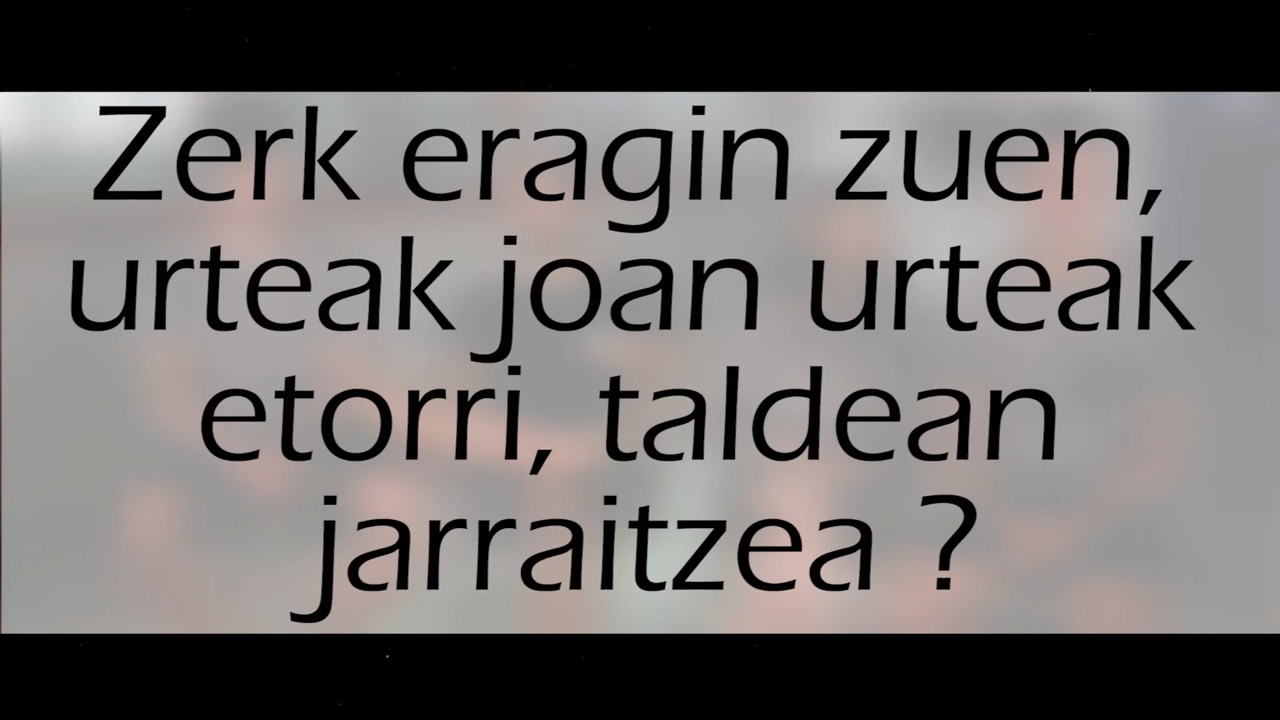 Zerk eragin zuen,
urteak joan urteak
etorri, taldean
jarraitzea ?